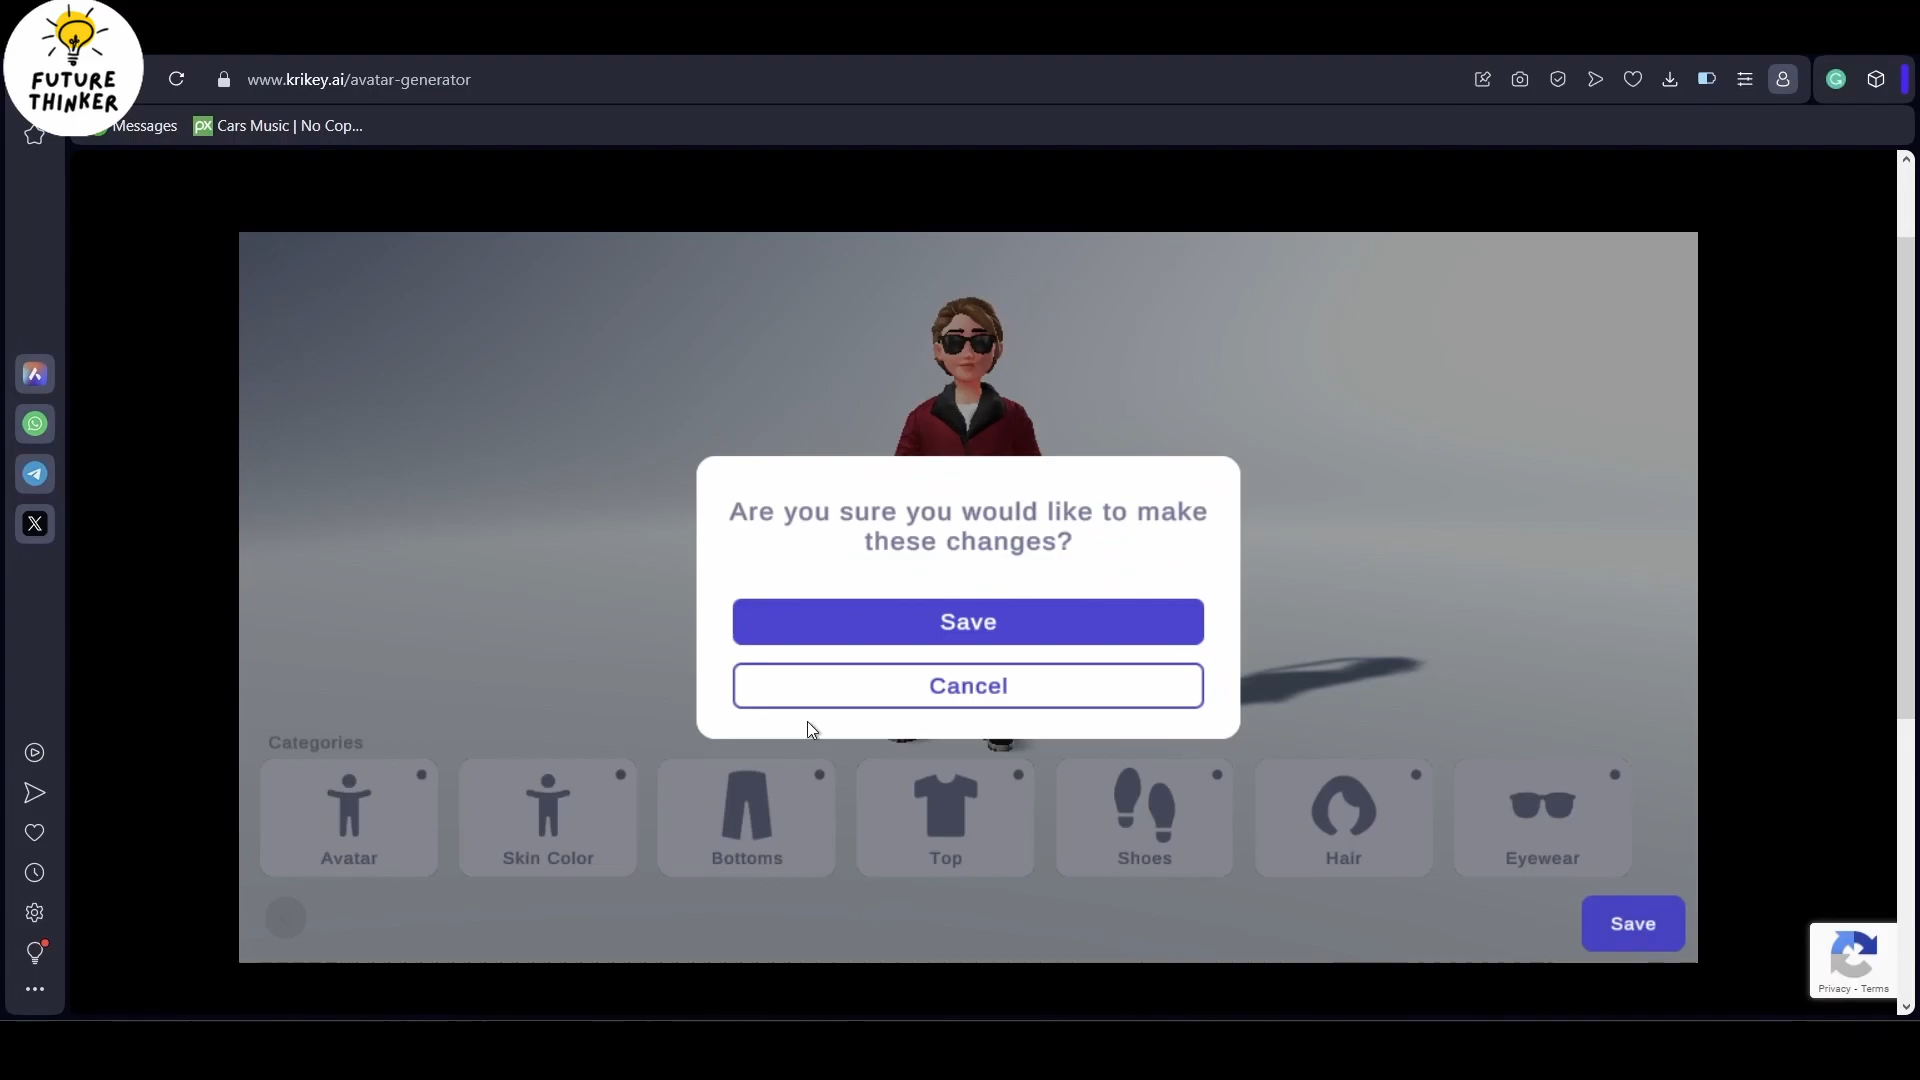 FUTURE
THINKER
www.krikey.ai/avatar-generator
Messages
Cars Music | No Cop...
Are you sure you would like to make
these changes?
Save
Cancel
Categories
Avatar
Skin Color
Bottoms
Top
Shoes
Hair
Eyewear
Save
Privacy - Terms